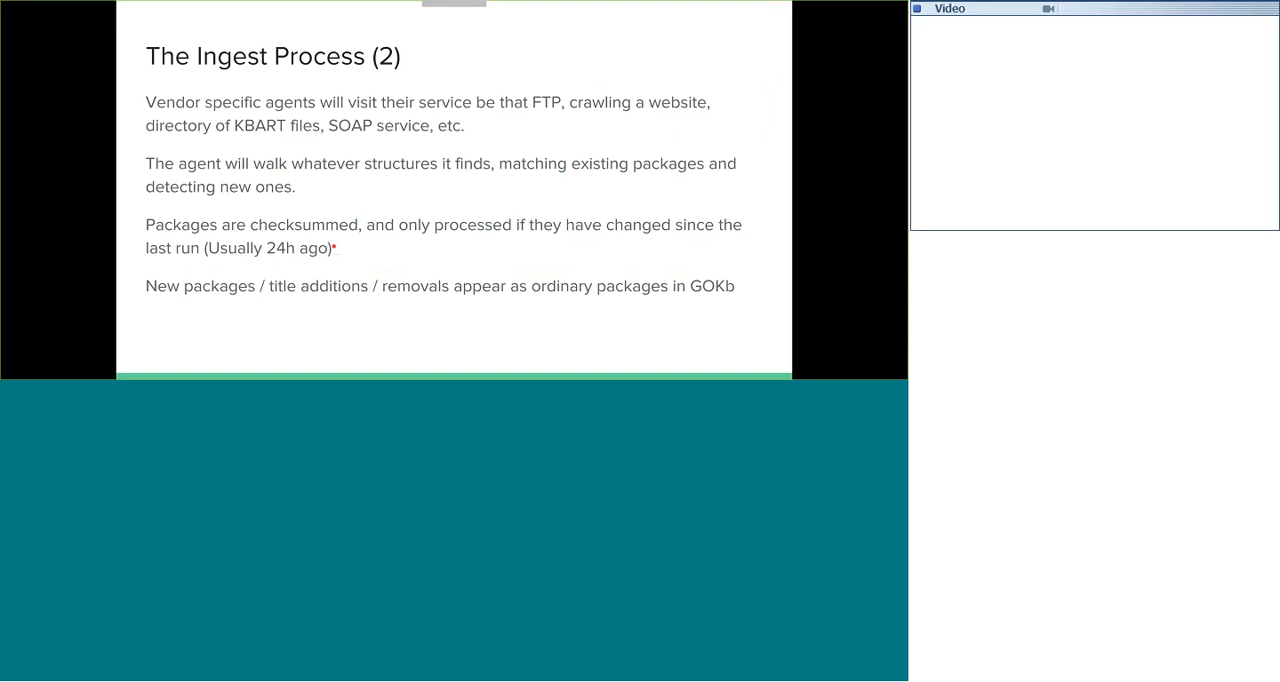 The Ingest Process (2)
Vendor specific agents will visit their service be that FTP, crawling a website,
directory of KBART files, SOAP service, etc.
The agent will walk whatever structures it finds, matching existing packages and
detecting new ones.
Packages are checksummed, and only processed if they have changed since the
last run (Usually 24h ago)
New packages / title additions / removals appear as ordinary packages in GOKb
Video